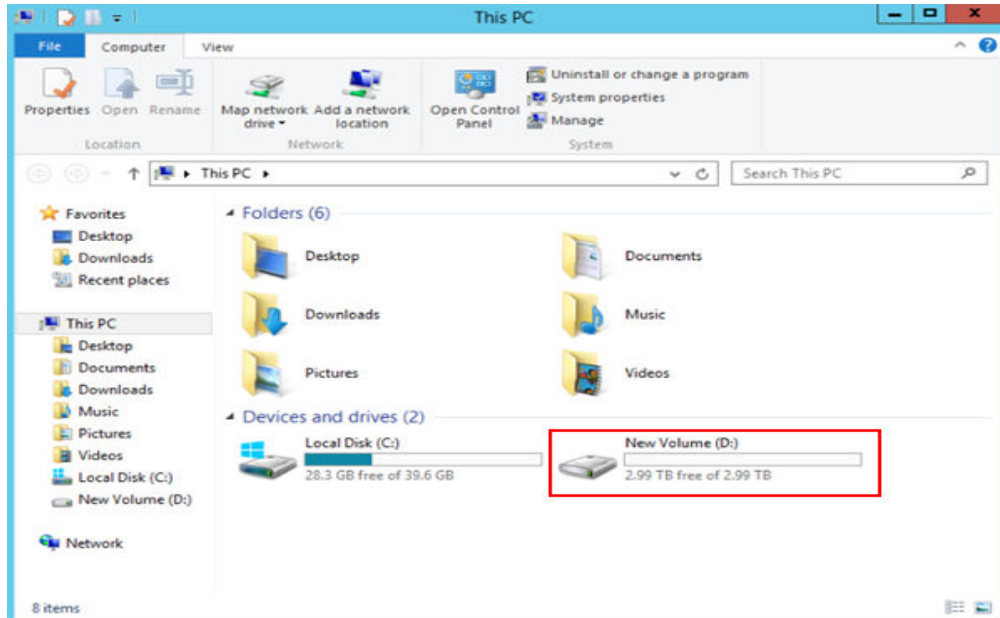 This PC
File Computer View
Properties Open Rename
Location
Map network drive
Add a network location
Network
Open Control Panel
Uninstall or change a program
System properties
Manage
System
This PC
Search This PC
Favorites
Desktop
Downloads
Recent places
This PC
Desktop
Documents
Downloads
Music
Pictures
Videos
Local Disk (C:)
New Volume (D:)
Network
Folders (6)
Desktop
Documents
Downloads
Music
Pictures
Videos
Devices and drives (2)
Local Disk (C:)
28.3 GB free of 39.6 GB
New Volume (D:)
2.99 TB free of 2.99 TB
8 items